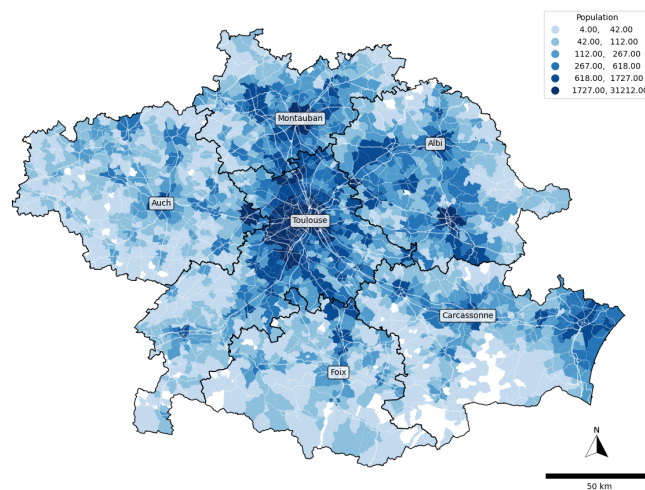 Population
4.00, 42.00
42.00, 112.00
112.00, 267.00
267.00, 618.00
618.00, 1727.00
1727.00, 31212.00
Montauban
Albi
Auch
Toulouse
Carcassonne
Foix
N
50 km